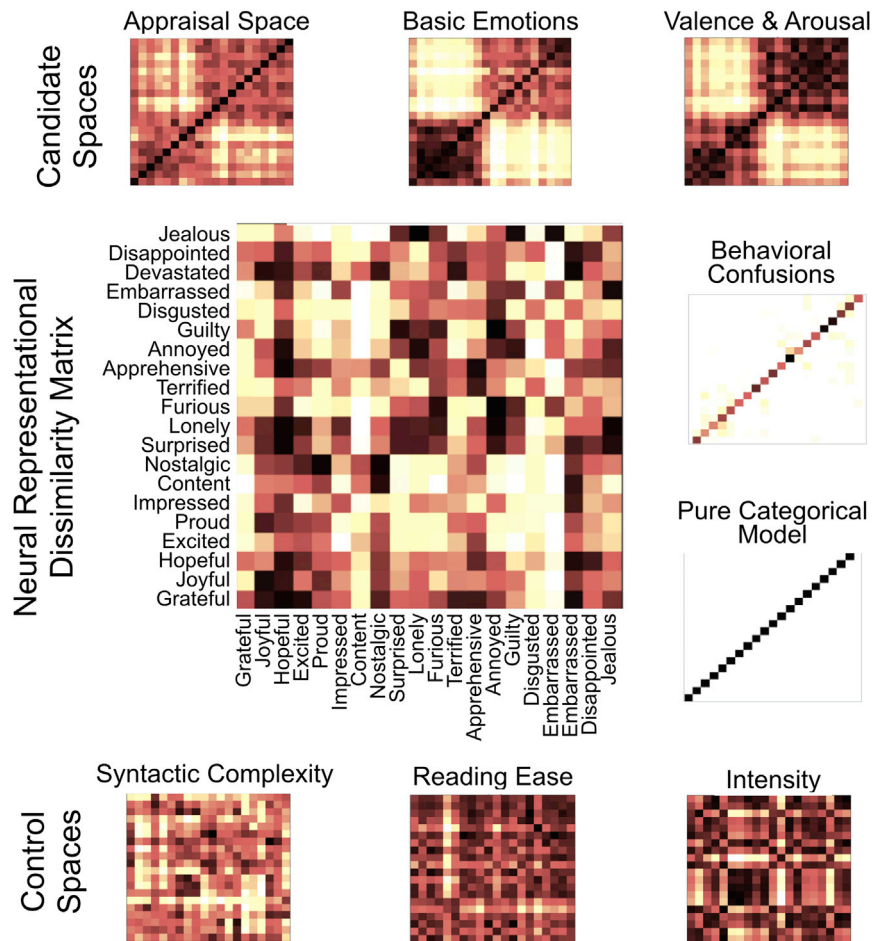 Appraisal Space
Basic Emotions
Valence & Arousal
Candidate
Spaces
Neural Representational
Dissimilarity Matrix
Jealous
Disappointed
Devastated
Embarrassed
Disgusted
Guilty
Annoyed
Apprehensive
Terrified
Furious
Lonely
Surprised
Nostalgic
Content
Impressed
Proud
Excited
Hopeful
Joyful
Grateful
Grateful
Joyful
Hopeful
Excited
Proud
Impressed
Content
Nostalgic
Surprised
Lonely
Furious
Terrified
Apprehensive
Annoyed
Guilty
Disgusted
Embarrassed
Embarrassed
Disappointed
Jealous
Behavioral
Confusions
Pure Categorical
Model
Control
Spaces
Syntactic Complexity
Reading Ease
Intensity